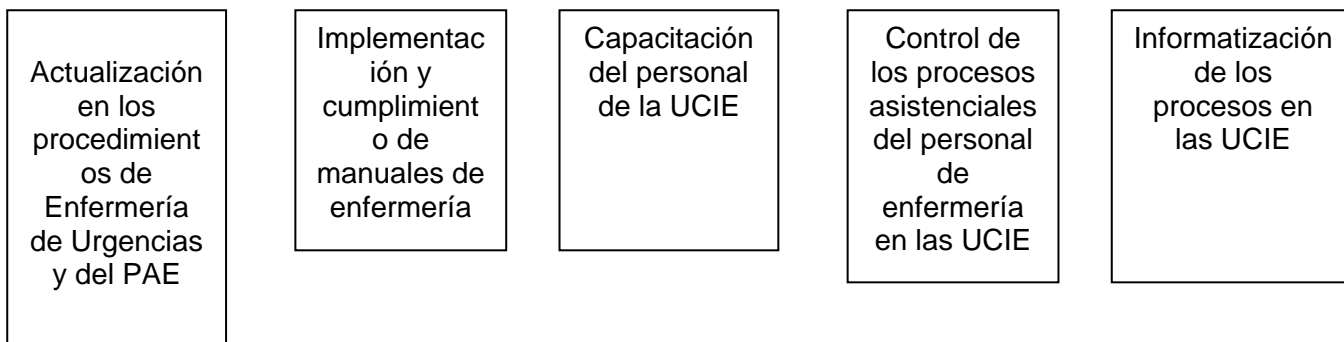 Actualización
en los
procedimient
os de
Enfermería
de Urgencias
y del PAE
Implementac
ión y
cumplimient
o de
manuales de
enfermería
Capacitación
del personal
de la UCIE
Control de
los procesos
asistenciales
del personal
de
enfermería
en las UCIE
Informatización
de los
procesos en
las UCIE